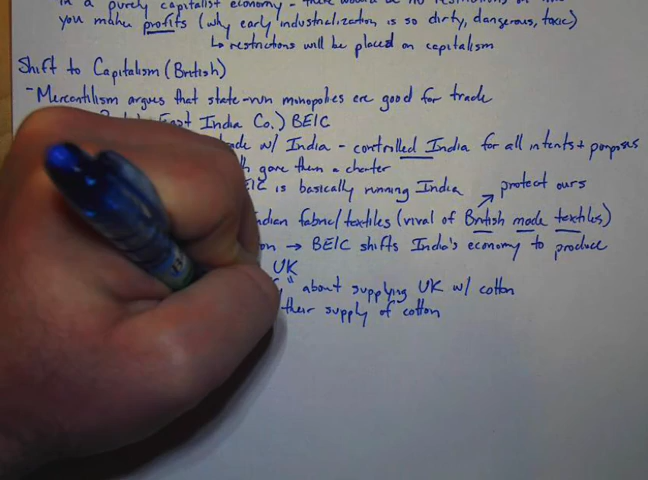 in a purely capitalist economy - there would be no restrictions on how
you make profits (why early industrialization is so dirty, dangerous, toxic)
↳ restrictions will be placed on capitalism
Shift to Capitalism (British)
- Mercantilism argues that state-run monopolies are good for trade
East India Co.) BEIC
trade w/ India - controlled India for all intents + purposes
gave them a charter
BEIC is basically running India
protect ours
Indian fabric/textiles (rival of British made textiles)
→ BEIC shifts India's economy to produce
UK
about supplying UK w/ cotton
their supply of cotton